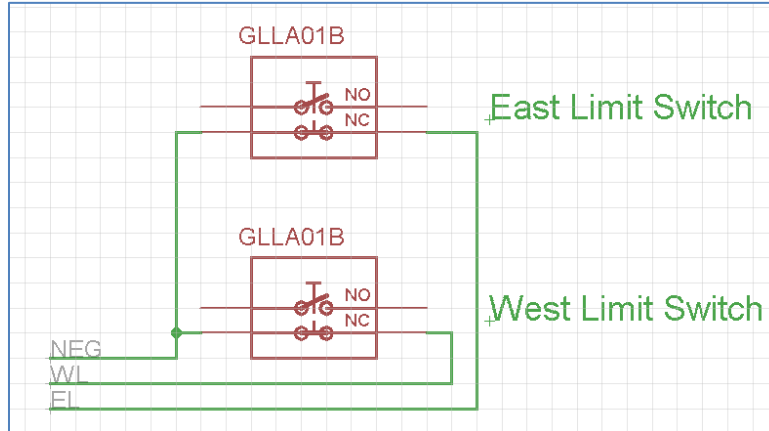 GLLA01B
NO
NC
East Limit Switch
GLLA01B
NO
NC
West Limit Switch
NEG
WL
EL